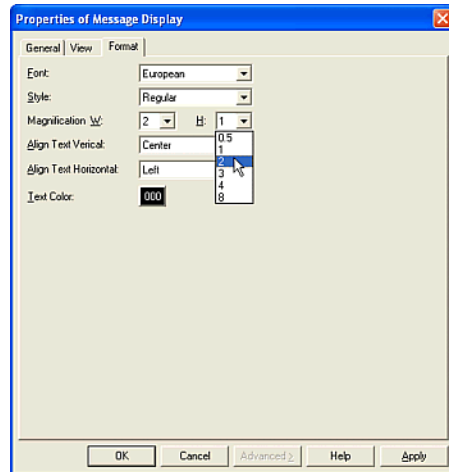 Properties of Message Display
General View Format
Font: European
Style: Regular
Magnification W: 2 H: 1
0.5
1
2
3
4
8
Align Text Verical: Center
Align Text Horizontal: Left
Text Color: 000
OK Cancel Advanced > Help Apply